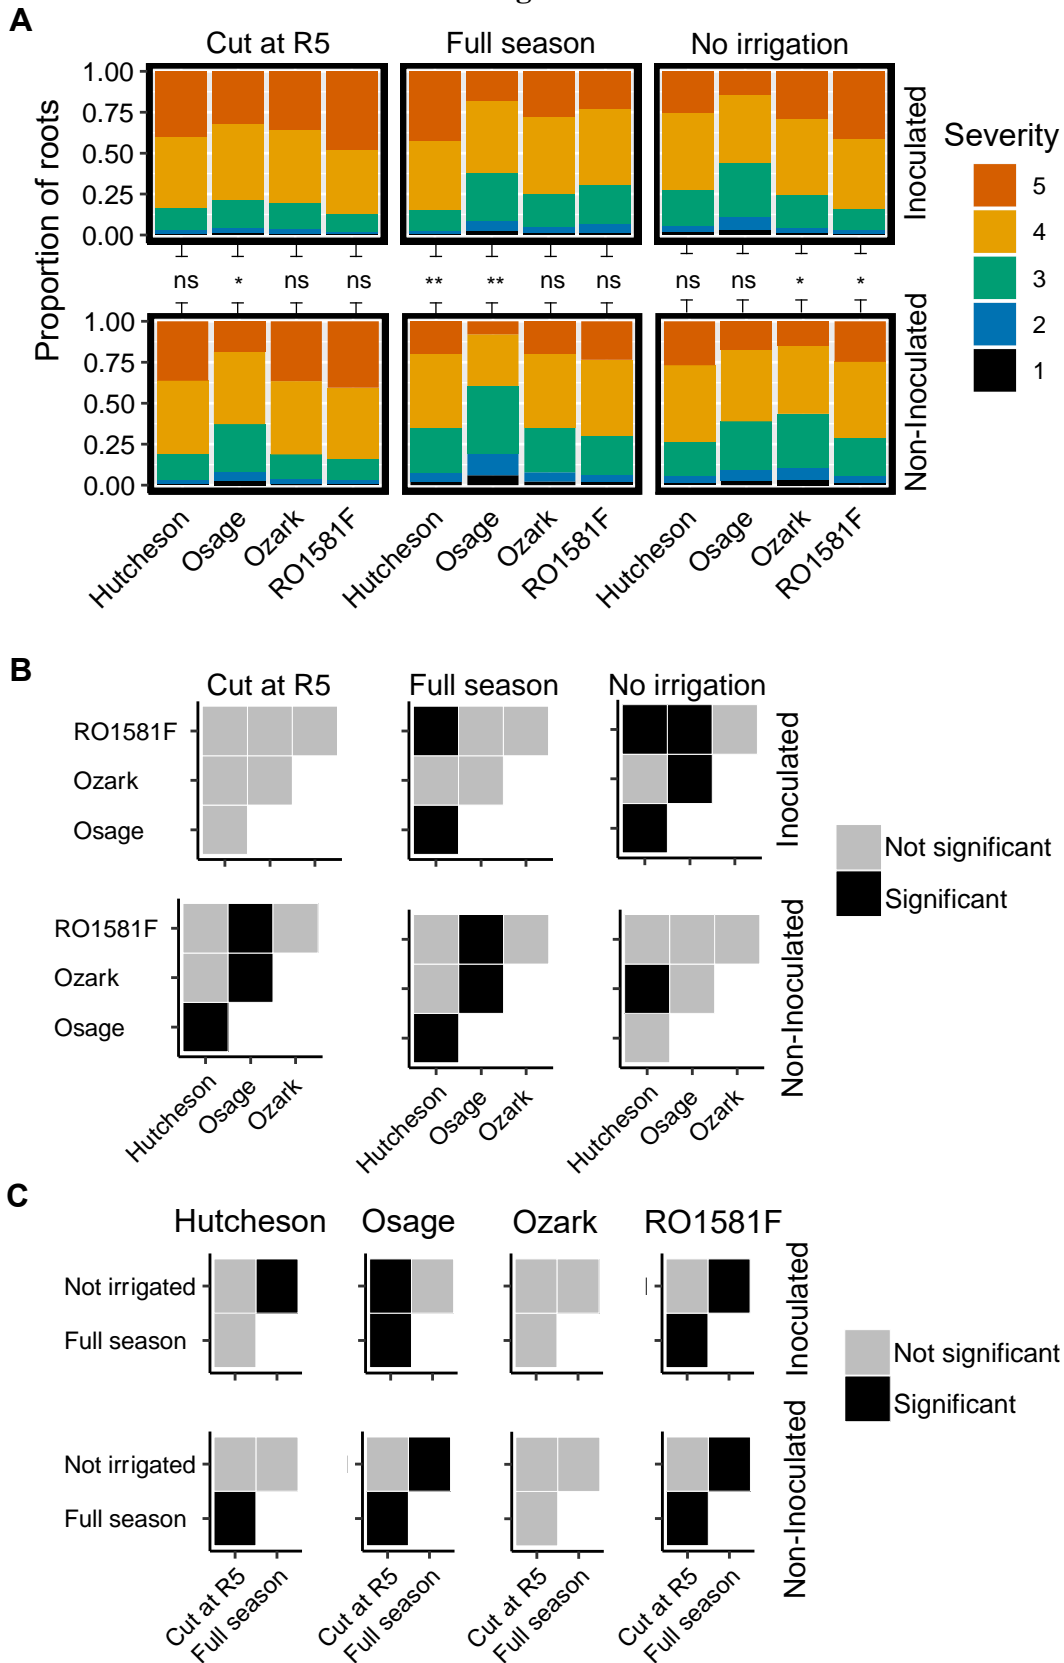 A
Cut at R5 Full season No irrigation
Proportion of roots
1.00
0.75
0.50
0.25
0.00
Inoculated
ns * ns ns ** ** ns ns ns ns * *
1.00
0.75
0.50
0.25
0.00
Non-Inoculated
Hutcheson Osage Ozark RO1581F Hutcheson Osage Ozark RO1581F Hutcheson Osage Ozark RO1581F
Severity
5
4
3
2
1
B
Cut at R5 Full season No irrigation
RO1581F
Ozark
Osage
Inoculated
RO1581F
Ozark
Osage
Non-Inoculated
Hutcheson Osage Ozark Hutcheson Osage Ozark Hutcheson Osage Ozark
Not significant
Significant
C
Hutcheson Osage Ozark RO1581F
Not irrigated
Full season
Inoculated
Not irrigated
Full season
Non-Inoculated
Cut at R5 Full season Cut at R5 Full season Cut at R5 Full season Cut at R5 Full season
Not significant
Significant